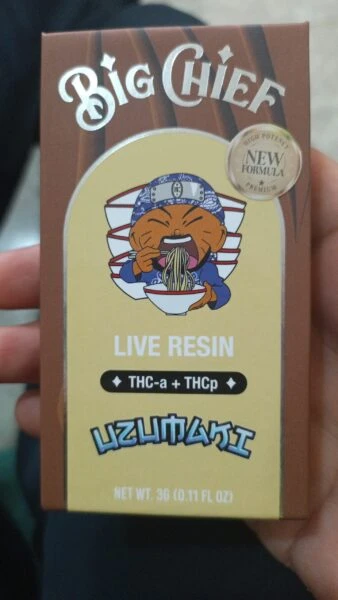 BIG CHIEF
HIGH POTENCY
NEW
FORMULA
PREMIUM
LIVE RESIN
THC-a + THCp
UZUMAKI
NET WT. 3G (0.11 FL OZ)